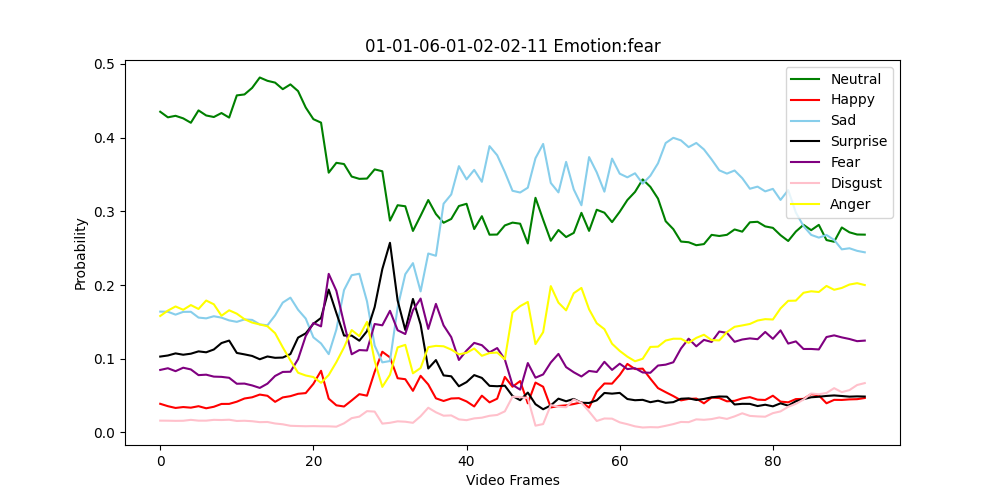 01-01-06-01-02-02-11 Emotion:fear
0.5
0.4
0.3
0.2
0.1
0.0
Probability
0
20
40
60
80
Video Frames
Neutral
Happy
Sad
Surprise
Fear
Disgust
Anger